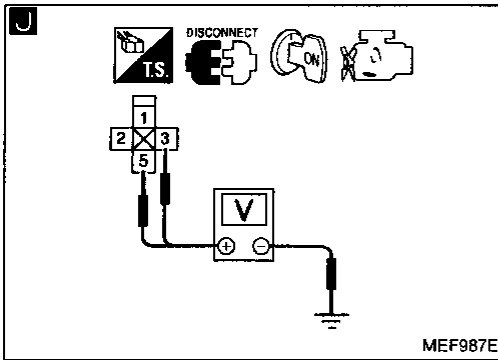 J
DISCONNECT
T.S.
ON
1
2 3
5
V
+ −
MEF987E